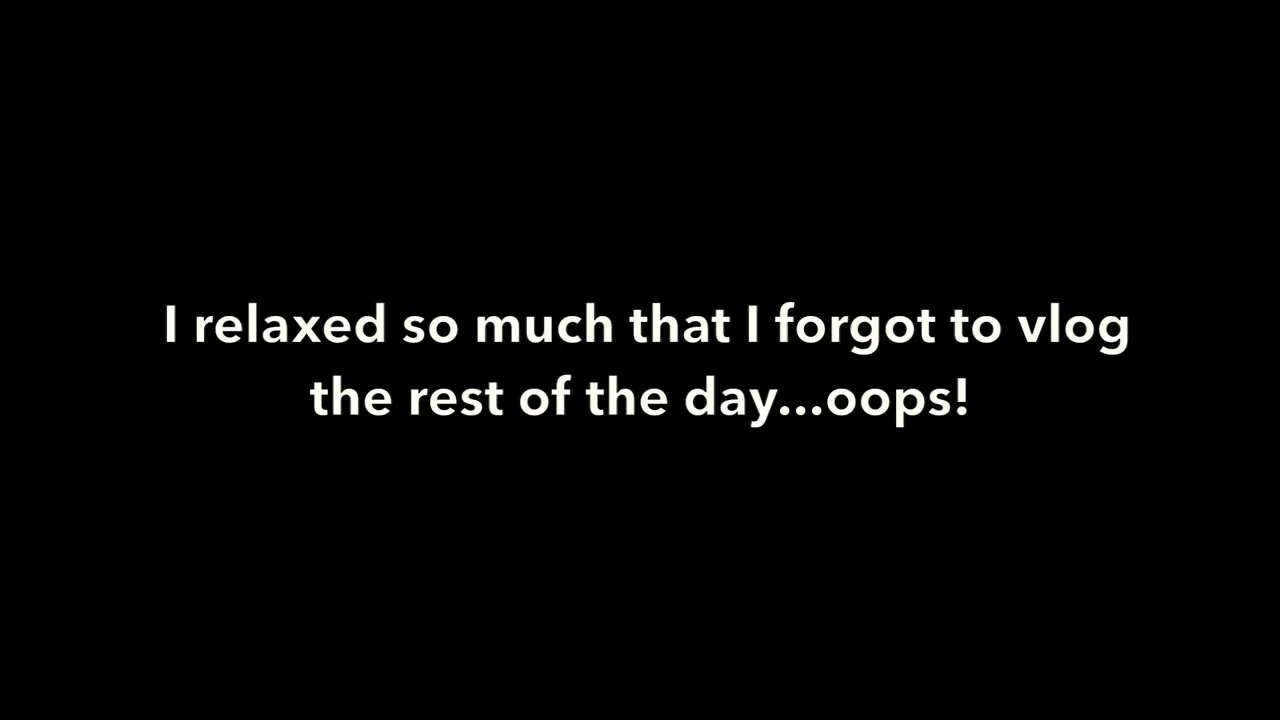 I relaxed so much that I forgot to vlog
the rest of the day...oops!